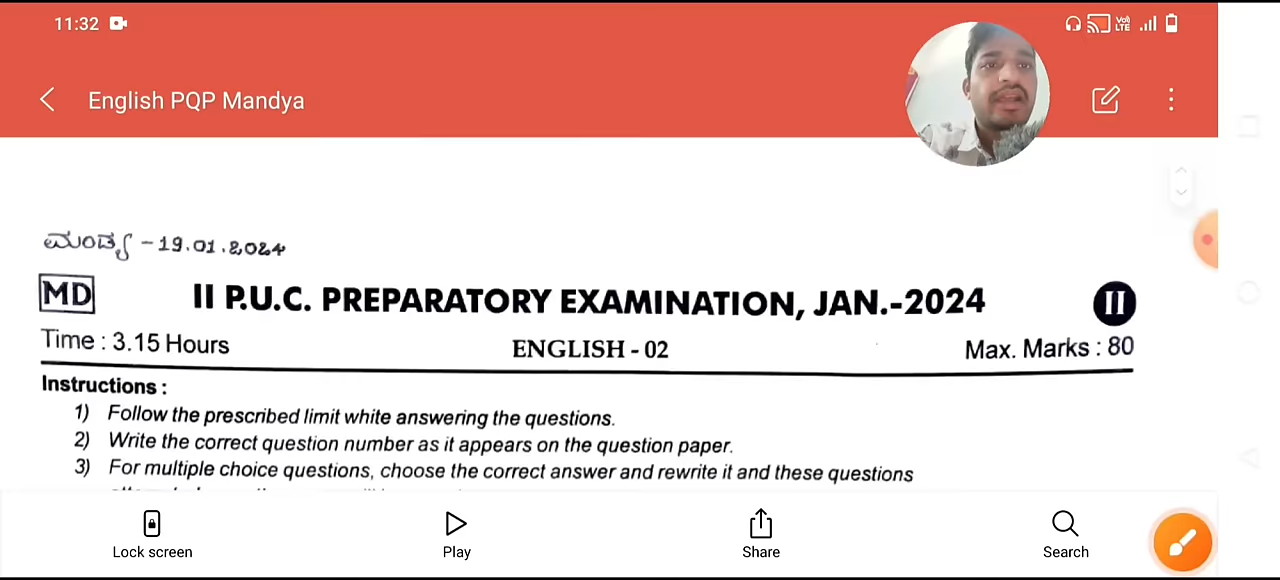 11:32
VoI) LTE
English PQP Mandya
ಮಂಡ್ಯ -19.01.2024
MD II P.U.C. PREPARATORY EXAMINATION, JAN.-2024 II
Time : 3.15 Hours ENGLISH - 02 Max. Marks : 80
Instructions :
1) Follow the prescribed limit white answering the questions.
2) Write the correct question number as it appears on the question paper.
3) For multiple choice questions, choose the correct answer and rewrite it and these questions
Lock screen Play Share Search